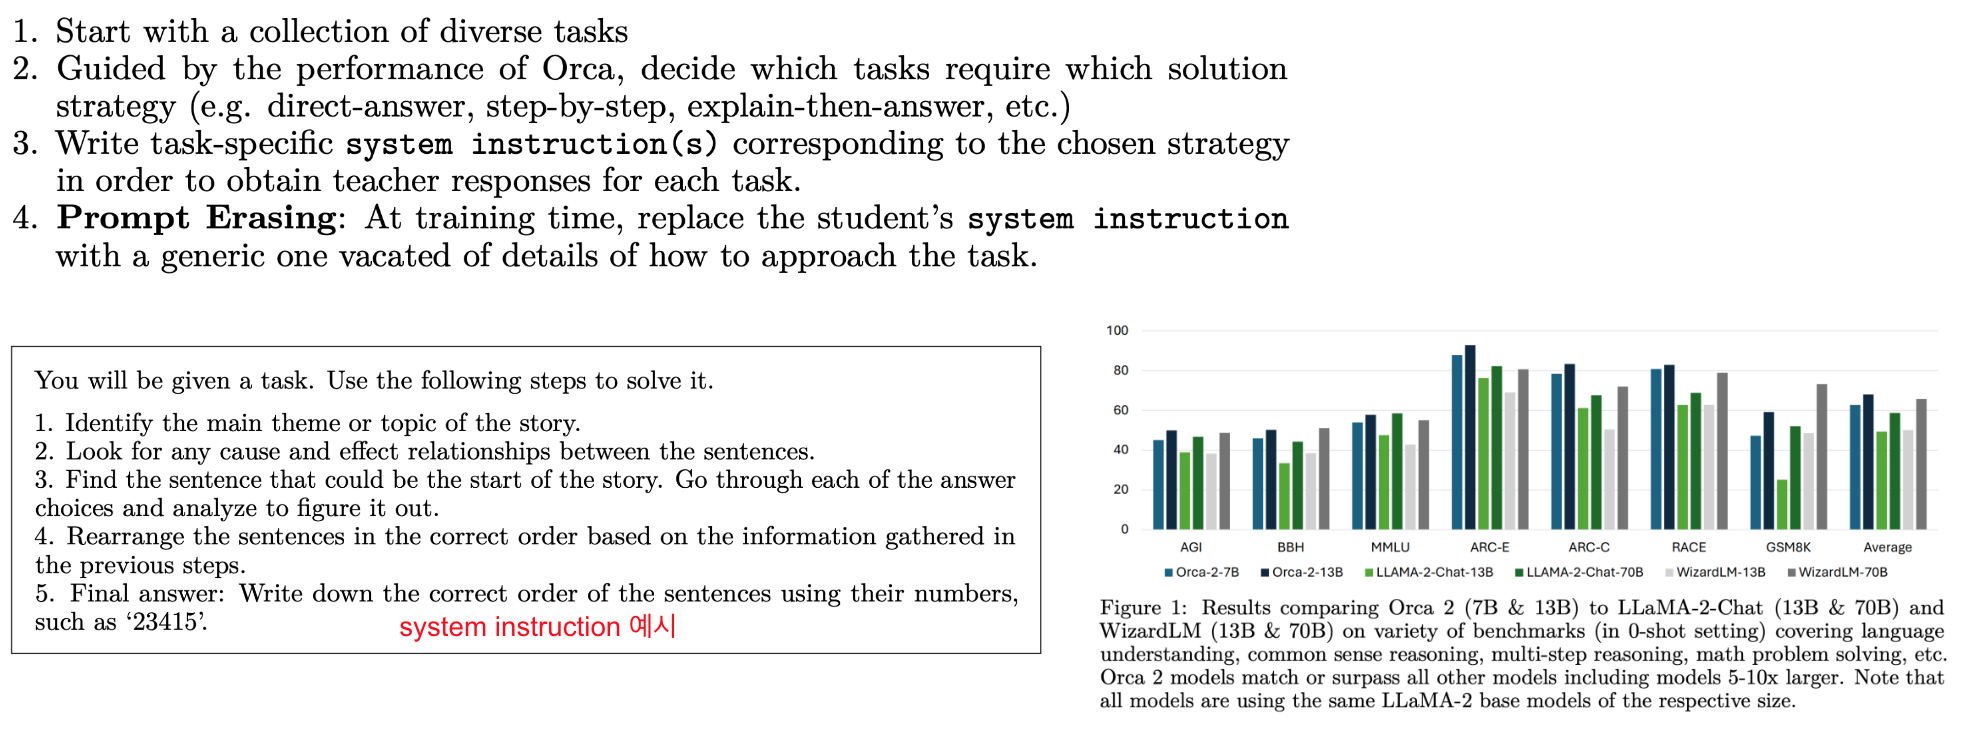 1. Start with a collection of diverse tasks
2. Guided by the performance of Orca, decide which tasks require which solution
strategy (e.g. direct-answer, step-by-step, explain-then-answer, etc.)
3. Write task-specific system instruction(s) corresponding to the chosen strategy
in order to obtain teacher responses for each task.
4. Prompt Erasing: At training time, replace the student's system instruction
with a generic one vacated of details of how to approach the task.
You will be given a task. Use the following steps to solve it.
1. Identify the main theme or topic of the story.
2. Look for any cause and effect relationships between the sentences.
3. Find the sentence that could be the start of the story. Go through each of the answer
choices and analyze to figure it out.
4. Rearrange the sentences in the correct order based on the information gathered in
the previous steps.
5. Final answer: Write down the correct order of the sentences using their numbers,
such as ‘23415’.
system instruction 예시
100
80
60
40
20
0
AGI BBH MMLU ARC-E ARC-C RACE GSM8K Average
Orca-2-7B Orca-2-13B LLAMA-2-Chat-13B LLAMA-2-Chat-70B WizardLM-13B WizardLM-70B
Figure 1: Results comparing Orca 2 (7B & 13B) to LLaMA-2-Chat (13B & 70B) and
WizardLM (13B & 70B) on variety of benchmarks (in 0-shot setting) covering language
understanding, common sense reasoning, multi-step reasoning, math problem solving, etc.
Orca 2 models match or surpass all other models including models 5-10x larger. Note that
all models are using the same LLaMA-2 base models of the respective size.